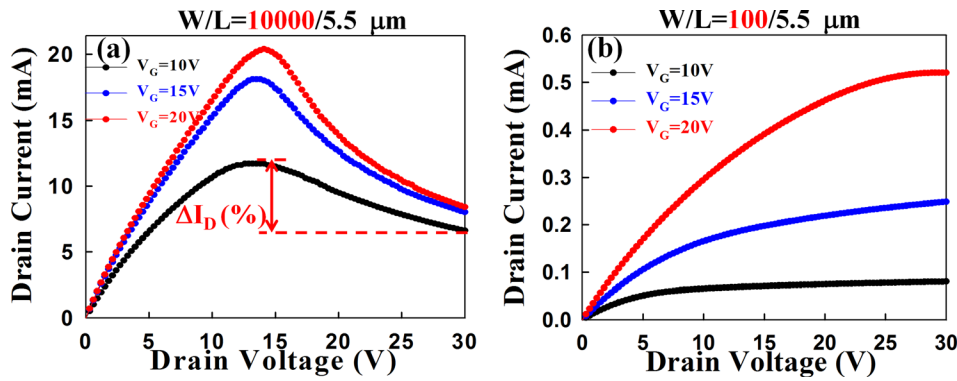 W/L=10000/5.5 μm
(a)
V_G=10V
V_G=15V
V_G=20V
ΔI_D (%)
Drain Current (mA)
20
15
10
5
0
0 5 10 15 20 25 30
Drain Voltage (V)
W/L=100/5.5 μm
(b)
V_G=10V
V_G=15V
V_G=20V
Drain Current (mA)
0.6
0.5
0.4
0.3
0.2
0.1
0.0
0 5 10 15 20 25 30
Drain Voltage (V)